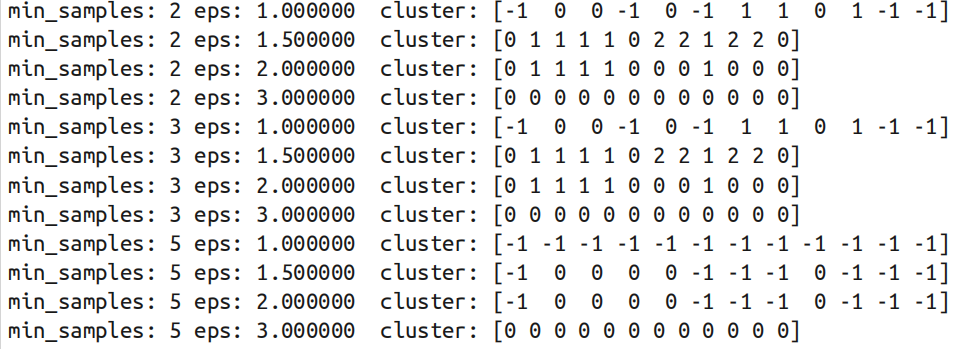 min_samples: 2 eps: 1.000000  cluster: [-1  0  0 -1  0 -1  1  1  0  1 -1 -1]
min_samples: 2 eps: 1.500000  cluster: [0 1 1 1 1 0 2 2 1 2 2 0]
min_samples: 2 eps: 2.000000  cluster: [0 1 1 1 1 0 0 0 1 0 0 0]
min_samples: 2 eps: 3.000000  cluster: [0 0 0 0 0 0 0 0 0 0 0 0]
min_samples: 3 eps: 1.000000  cluster: [-1  0  0 -1  0 -1  1  1  0  1 -1 -1]
min_samples: 3 eps: 1.500000  cluster: [0 1 1 1 1 0 2 2 1 2 2 0]
min_samples: 3 eps: 2.000000  cluster: [0 1 1 1 1 0 0 0 1 0 0 0]
min_samples: 3 eps: 3.000000  cluster: [0 0 0 0 0 0 0 0 0 0 0 0]
min_samples: 5 eps: 1.000000  cluster: [-1 -1 -1 -1 -1 -1 -1 -1 -1 -1 -1 -1]
min_samples: 5 eps: 1.500000  cluster: [-1  0  0  0  0 -1 -1 -1  0 -1 -1 -1]
min_samples: 5 eps: 2.000000  cluster: [-1  0  0  0  0 -1 -1 -1  0 -1 -1 -1]
min_samples: 5 eps: 3.000000  cluster: [0 0 0 0 0 0 0 0 0 0 0 0]